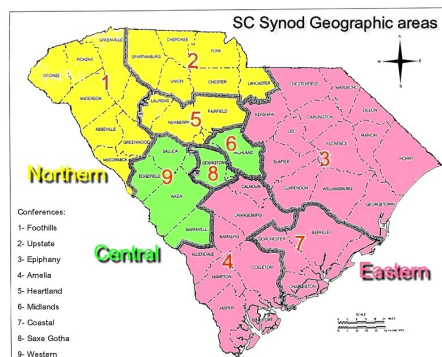 SC Synod Geographic areas
GREENVILLE
CHEROKEE
SPARTANBURG
YORK
2
OCONEE
PICKENS
1
UNION
CHESTER
LANCASTER
CHESTERFIELD
ANDERSON
LAURENS
FAIRFIELD
5
KERSHAW
DARLINGTON
DILLON
ABBEVILLE
NEWBERRY
LEE
FLORENCE
MARION
GREENWOOD
6
RICHLAND
3
HORRY
SALUDA
LEXINGTON
SUMTER
Northern
9
8
EDGEFIELD
CALHOUN
CLARENDON
WILLIAMSBURG
AIKEN
GEORGETOWN
Conferences:
ORANGEBURG
1- Foothills
BARNWELL
BAMBERG
BERKELEY
2- Upstate
Central
DORCHESTER
7
3- Epiphany
ALLENDALE
4
Eastern
4- Amelia
HAMPTON
COLLETON
5- Heartland
CHARLESTON
6- Midlands
JASPER
SCALE
7- Coastal
BEAUFORT
8- Saxe Gotha
9- Western